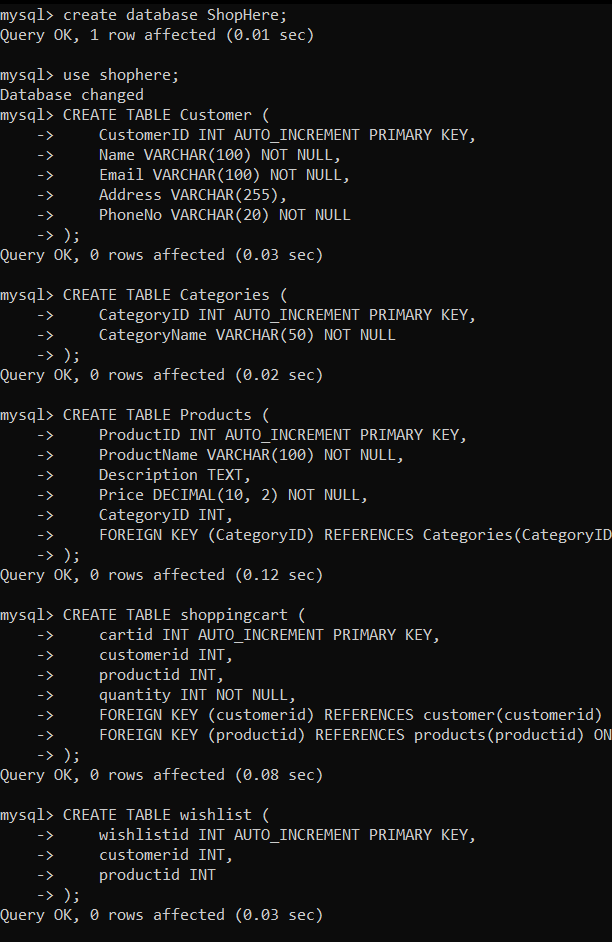 mysql> create database ShopHere;
Query OK, 1 row affected (0.01 sec)
mysql> use shophere;
Database changed
mysql> CREATE TABLE Customer (
    ->     CustomerID INT AUTO_INCREMENT PRIMARY KEY,
    ->     Name VARCHAR(100) NOT NULL,
    ->     Email VARCHAR(100) NOT NULL,
    ->     Address VARCHAR(255),
    ->     PhoneNo VARCHAR(20) NOT NULL
    -> );
Query OK, 0 rows affected (0.03 sec)
mysql> CREATE TABLE Categories (
    ->     CategoryID INT AUTO_INCREMENT PRIMARY KEY,
    ->     CategoryName VARCHAR(50) NOT NULL
    -> );
Query OK, 0 rows affected (0.02 sec)
mysql> CREATE TABLE Products (
    ->     ProductID INT AUTO_INCREMENT PRIMARY KEY,
    ->     ProductName VARCHAR(100) NOT NULL,
    ->     Description TEXT,
    ->     Price DECIMAL(10, 2) NOT NULL,
    ->     CategoryID INT,
    ->     FOREIGN KEY (CategoryID) REFERENCES Categories(CategoryID
    -> );
Query OK, 0 rows affected (0.12 sec)
mysql> CREATE TABLE shoppingcart (
    ->     cartid INT AUTO_INCREMENT PRIMARY KEY,
    ->     customerid INT,
    ->     productid INT,
    ->     quantity INT NOT NULL,
    ->     FOREIGN KEY (customerid) REFERENCES customer(customerid)
    ->     FOREIGN KEY (productid) REFERENCES products(productid) ON
    -> );
Query OK, 0 rows affected (0.08 sec)
mysql> CREATE TABLE wishlist (
    ->     wishlistid INT AUTO_INCREMENT PRIMARY KEY,
    ->     customerid INT,
    ->     productid INT
    -> );
Query OK, 0 rows affected (0.03 sec)